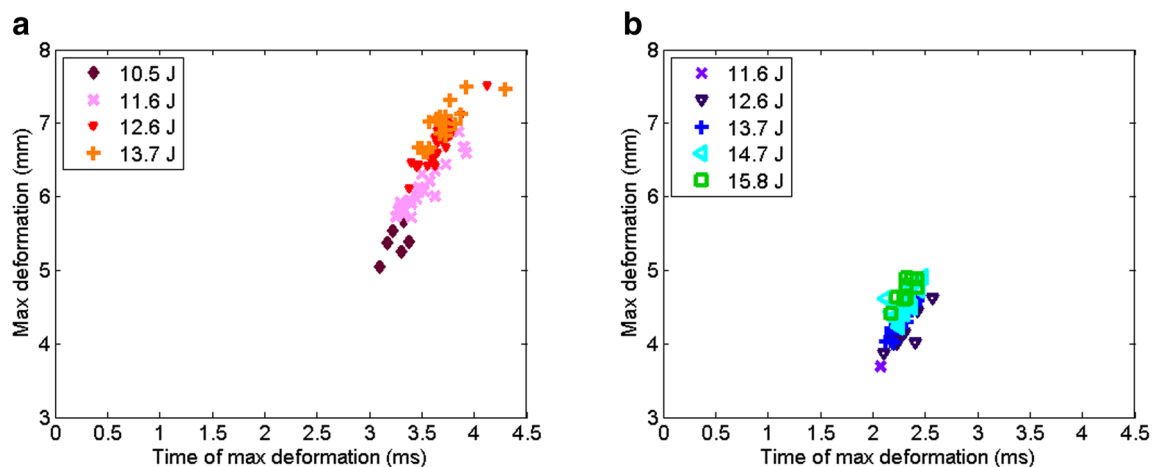 a
8
7
6
5
4
3
Max deformation (mm)
10.5 J
11.6 J
12.6 J
13.7 J
0 0.5 1 1.5 2 2.5 3 3.5 4 4.5
Time of max deformation (ms)
b
8
7
6
5
4
3
Max deformation (mm)
11.6 J
12.6 J
13.7 J
14.7 J
15.8 J
0 0.5 1 1.5 2 2.5 3 3.5 4 4.5
Time of max deformation (ms)